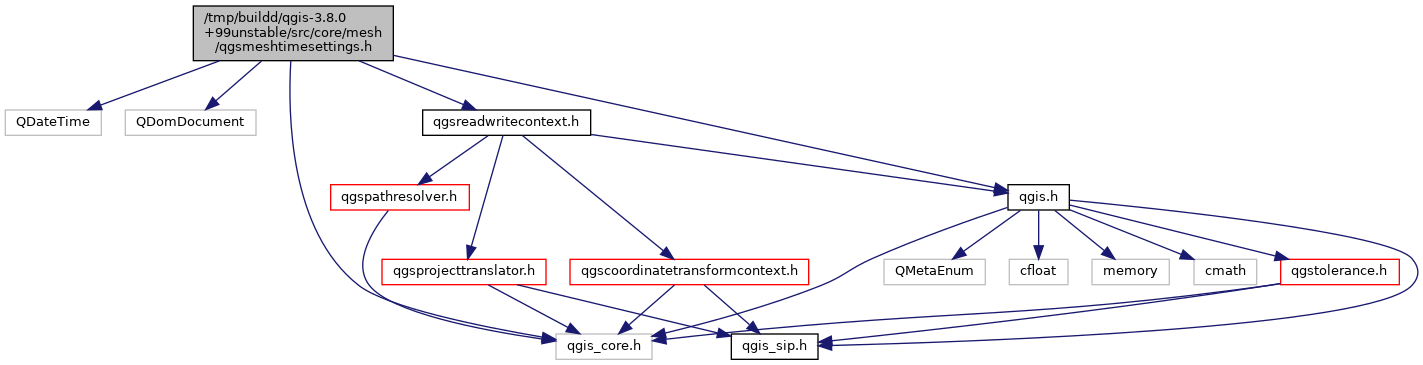 /tmp/buildd/qgis-3.8.0
+99unstable/src/core/mesh
/qgsmeshtimesettings.h
QDateTime
QDomDocument
qgsreadwritecontext.h
qgspathresolver.h
qgis.h
qgsprojecttranslator.h
qgscoordinatetransformcontext.h
QMetaEnum
cfloat
memory
cmath
qgstolerance.h
qgis_core.h
qgis_sip.h